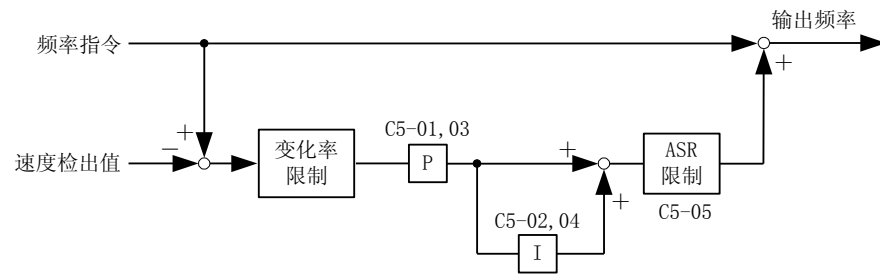 输出频率
频率指令
+
+
C5-01,03
−
变化率
限制
+
ASR
限制
速度检出值
P
+
C5-05
C5-02,04
I